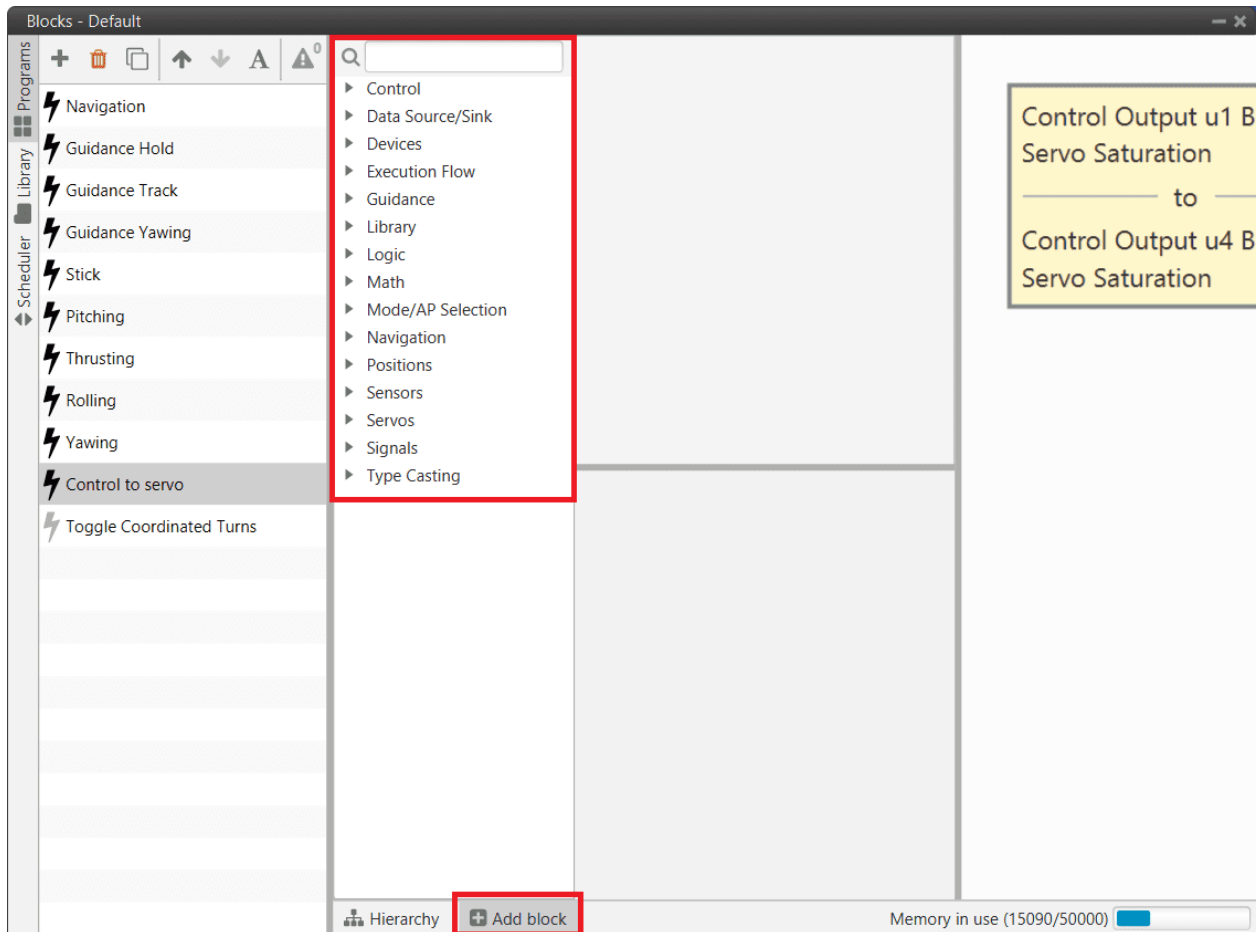 Blocks - Default
Programs
Library
Scheduler
A
0
Navigation
Guidance Hold
Guidance Track
Guidance Yawing
Stick
Pitching
Thrusting
Rolling
Yawing
Control to servo
Toggle Coordinated Turns
Control
Data Source/Sink
Devices
Execution Flow
Guidance
Library
Logic
Math
Mode/AP Selection
Navigation
Positions
Sensors
Servos
Signals
Type Casting
Control Output u1 B
Servo Saturation
to
Control Output u4 B
Servo Saturation
Hierarchy
Add block
Memory in use (15090/50000)